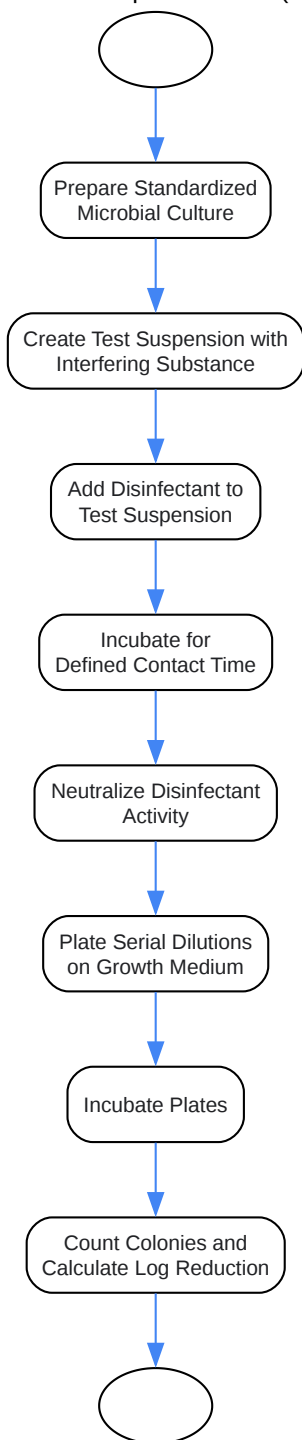 Prepare Standardized
Microbial Culture
Create Test Suspension with
Interfering Substance
Add Disinfectant to
Test Suspension
Incubate for
Defined Contact Time
Neutralize Disinfectant
Activity
Plate Serial Dilutions
on Growth Medium
Incubate Plates
Count Colonies and
Calculate Log Reduction